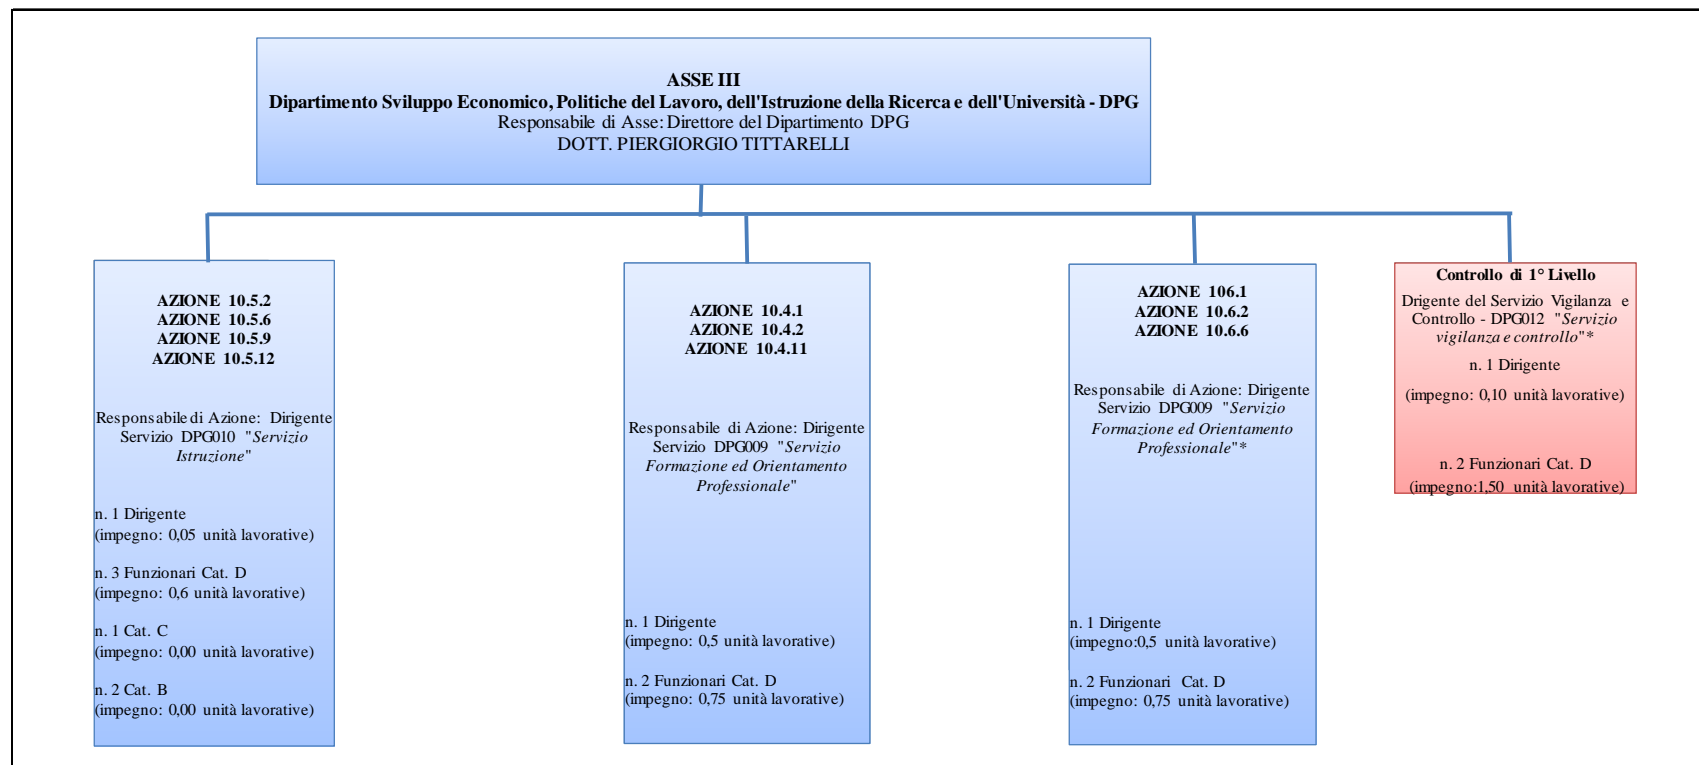 ASSE III
Dipartimento Sviluppo Economico, Politiche del Lavoro, dell'Istruzione della Ricerca e dell'Università - DPG
Responsabile di Asse: Direttore del Dipartimento DPG
DOTT. PIERGIORGIO TITTARELLI
AZIONE 10.5.2
AZIONE 10.5.6
AZIONE 10.5.9
AZIONE 10.5.12
Responsabile di Azione: Dirigente
Servizio DPG010 "Servizio
Istruzione"
n. 1 Dirigente
(impegno: 0,05 unità lavorative)
n. 3 Funzionari Cat. D
(impegno: 0,6 unità lavorative)
n. 1 Cat. C
(impegno: 0,00 unità lavorative)
n. 2 Cat. B
(impegno: 0,00 unità lavorative)
AZIONE 10.4.1
AZIONE 10.4.2
AZIONE 10.4.11
Responsabile di Azione: Dirigente
Servizio DPG009 "Servizio
Formazione ed Orientamento
Professionale"
n. 1 Dirigente
(impegno: 0,5 unità lavorative)
n. 2 Funzionari Cat. D
(impegno: 0,75 unità lavorative)
AZIONE 106.1
AZIONE 10.6.2
AZIONE 10.6.6
Responsabile di Azione: Dirigente
Servizio DPG009 "Servizio
Formazione ed Orientamento
Professionale"*
n. 1 Dirigente
(impegno:0,5 unità lavorative)
n. 2 Funzionari Cat. D
(impegno: 0,75 unità lavorative)
Controllo di 1° Livello
Drigente del Servizio Vigilanza e
Controllo - DPG012 "Servizio
vigilanza e controllo"*
n. 1 Dirigente
(impegno: 0,10 unità lavorative)
n. 2 Funzionari Cat. D
(impegno:1,50 unità lavorative)